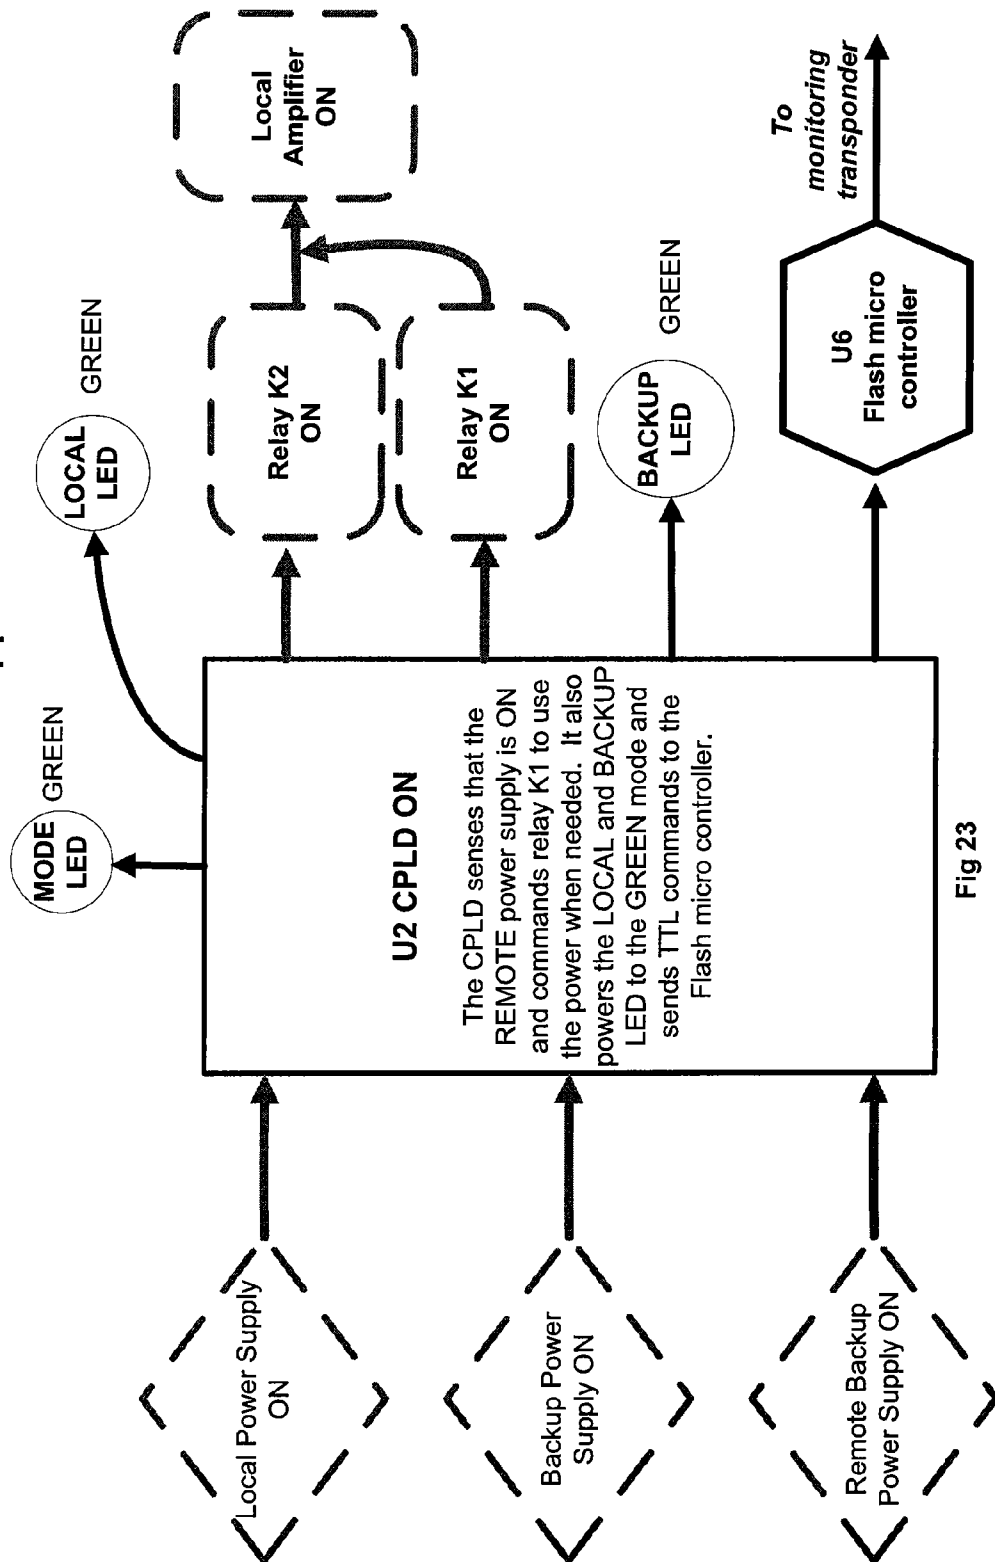 MODE
LED
GREEN
LOCAL
LED
GREEN
Local Power Supply
ON
Backup Power
Supply ON
Remote Backup
Power Supply ON
U2 CPLD ON
The CPLD senses that the
REMOTE power supply is ON
and commands relay K1 to use
the power when needed. It also
powers the LOCAL and BACKUP
LED to the GREEN mode and
sends TTL commands to the
Flash micro controller.
Relay K2
ON
Relay K1
ON
Local
Amplifier
ON
BACKUP
LED
GREEN
U6
Flash micro
controller
To
monitoring
transponder
Fig 23